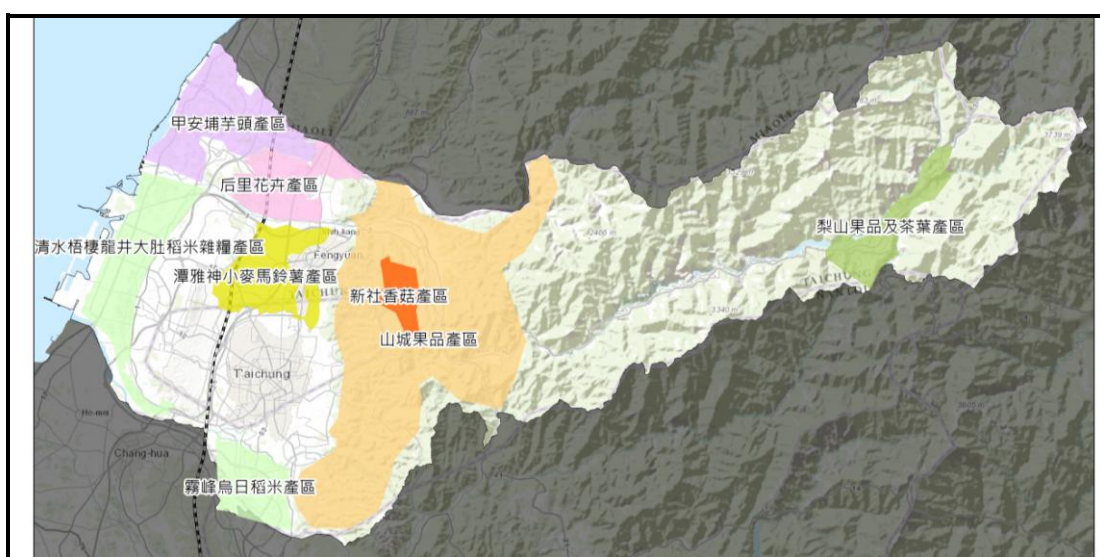 甲安埔芋頭產區
后里花卉產區
清水梧棲龍井大肚稻米雜糧產區
梨山果品及茶葉產區
Fengyuan
潭雅神小麥馬鈴薯產區
新社香菇產區
山城果品產區
T'aichung
Chang-hua
霧峰烏日稻米產區